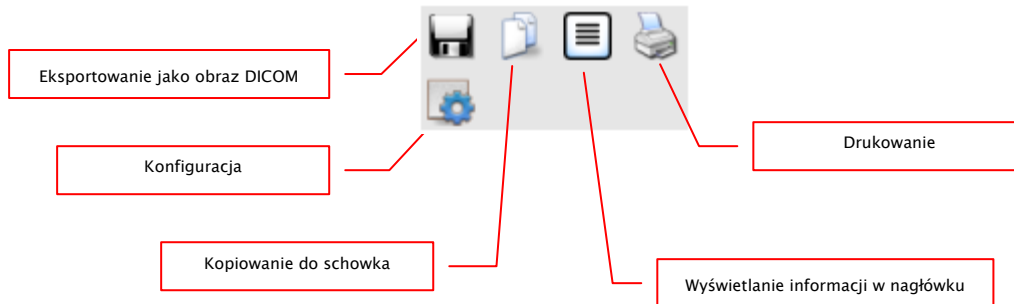 Eksportowanie jako obraz DICOM
Drukowanie
Konfiguracja
Kopiowanie do schowka
Wyświetlanie informacji w nagłówku